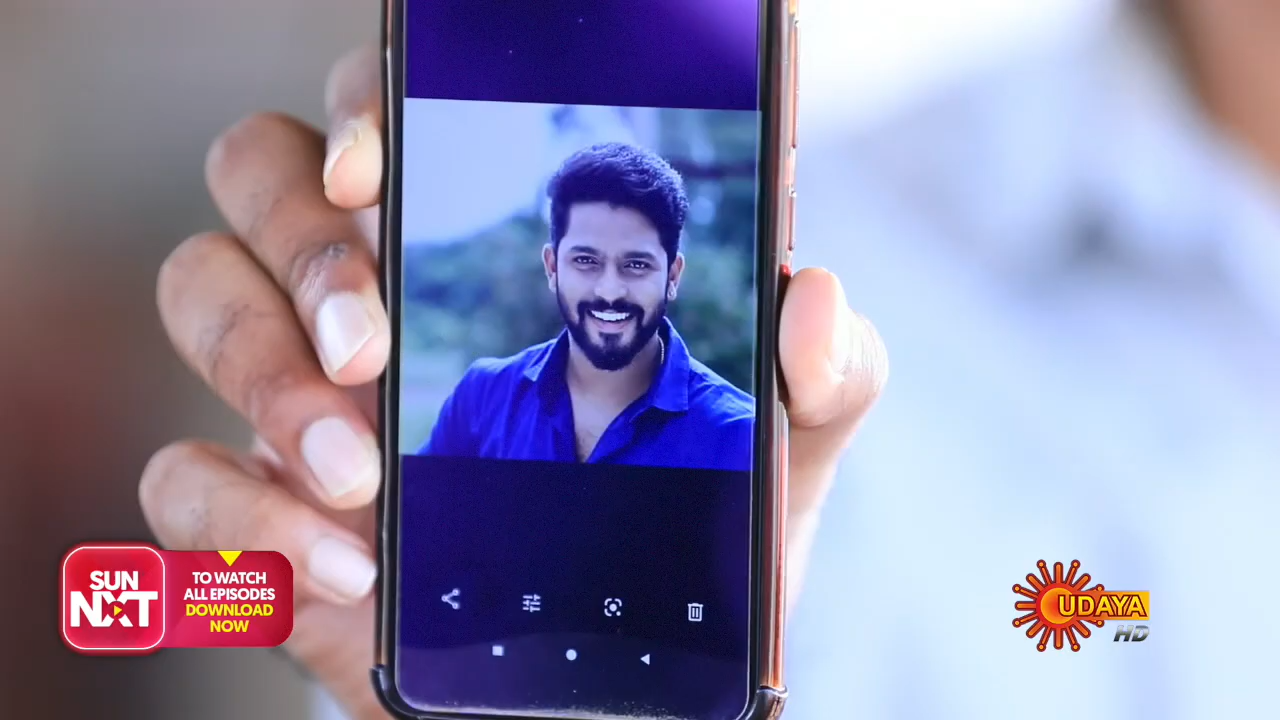 SUN
NXT
TO WATCH
ALL EPISODES
DOWNLOAD
NOW
UDAYA
HD